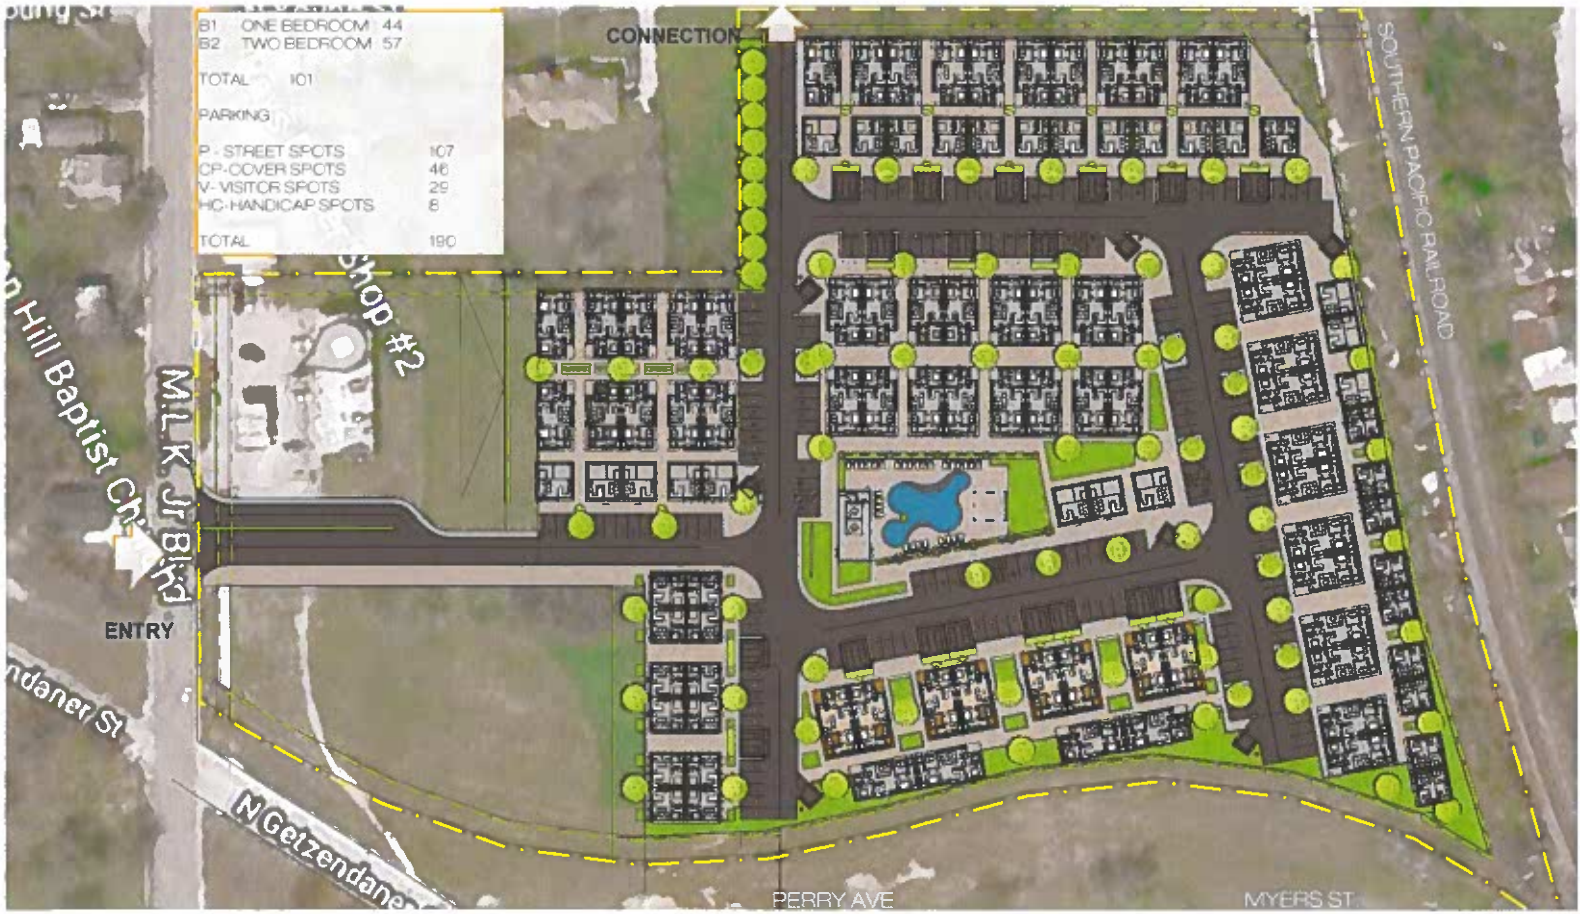 B1 ONE BEDROOM 44
B2 TWO BEDROOM 57
TOTAL 101
PARKING
P - STREET SPOTS 107
CP-COVER SPOTS 46
V- VISITOR SPOTS 29
HC-HANDICAP SPOTS 8
TOTAL 190
CONNECTION
SOUTHERN PACIFIC RAILROAD
Shop #2
Hill Baptist Ch
M.L.K Jr Blvd
ENTRY
ndaner St
N Getzendaner
PERRY AVE
MYERS ST